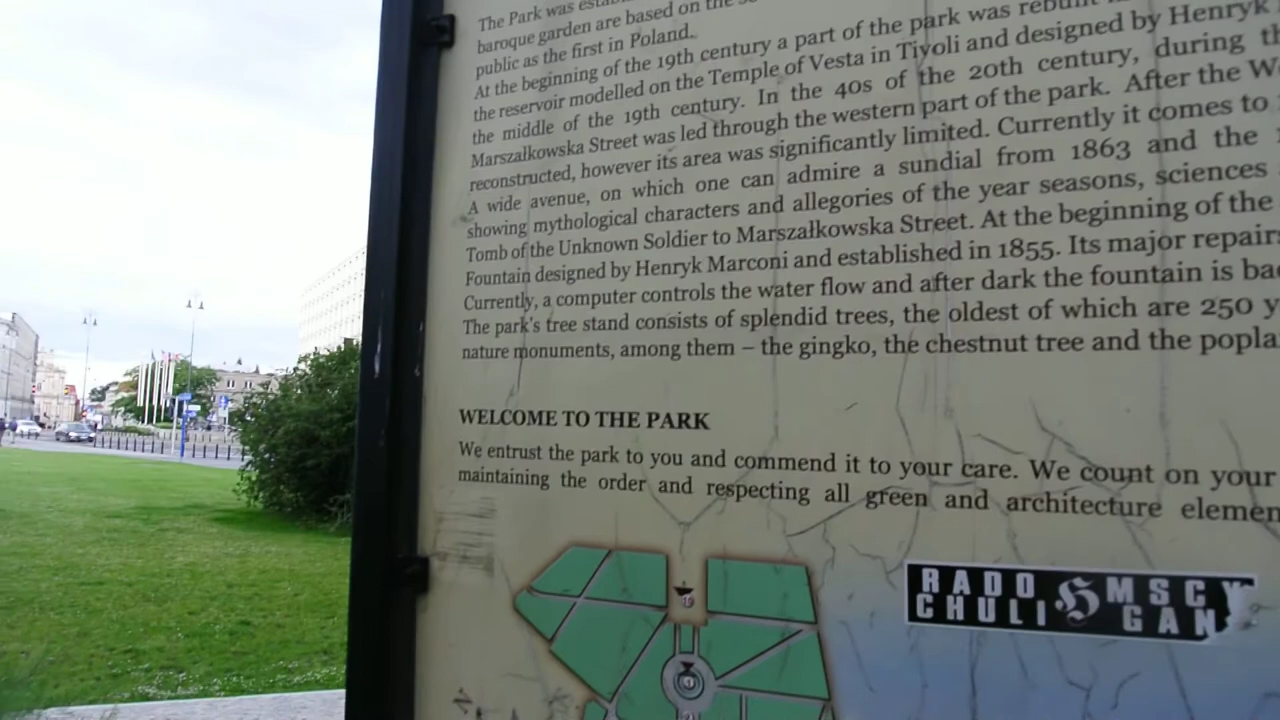 The Park was
baroque garden are based on the
public as the first in Poland.
At the beginning of the 19th century a part of the park was
the reservoir modelled on the Temple of Vesta in Tivoli and designed by Henryk
the middle of the 19th century. In the 40s of the 20th century, during
Marszałkowska Street was led through the western part of the park. After the
reconstructed, however its area was significantly limited. Currently it comes to
A wide avenue, on which one can admire a sundial from 1863 and the
showing mythological characters and allegories of the year seasons, sciences
Tomb of the Unknown Soldier to Marszałkowska Street. At the beginning of the
Fountain designed by Henryk Marconi and established in 1855. Its major repairs
Currently, a computer controls the water flow and after dark the fountain is
The park's tree stand consists of splendid trees, the oldest of which are 250
nature monuments, among them – the gingko, the chestnut tree and the
WELCOME TO THE PARK
We entrust the park to you and commend it to your care. We count on your
maintaining the order and respecting all green and architecture
RADO MSCY
CHULI GAN